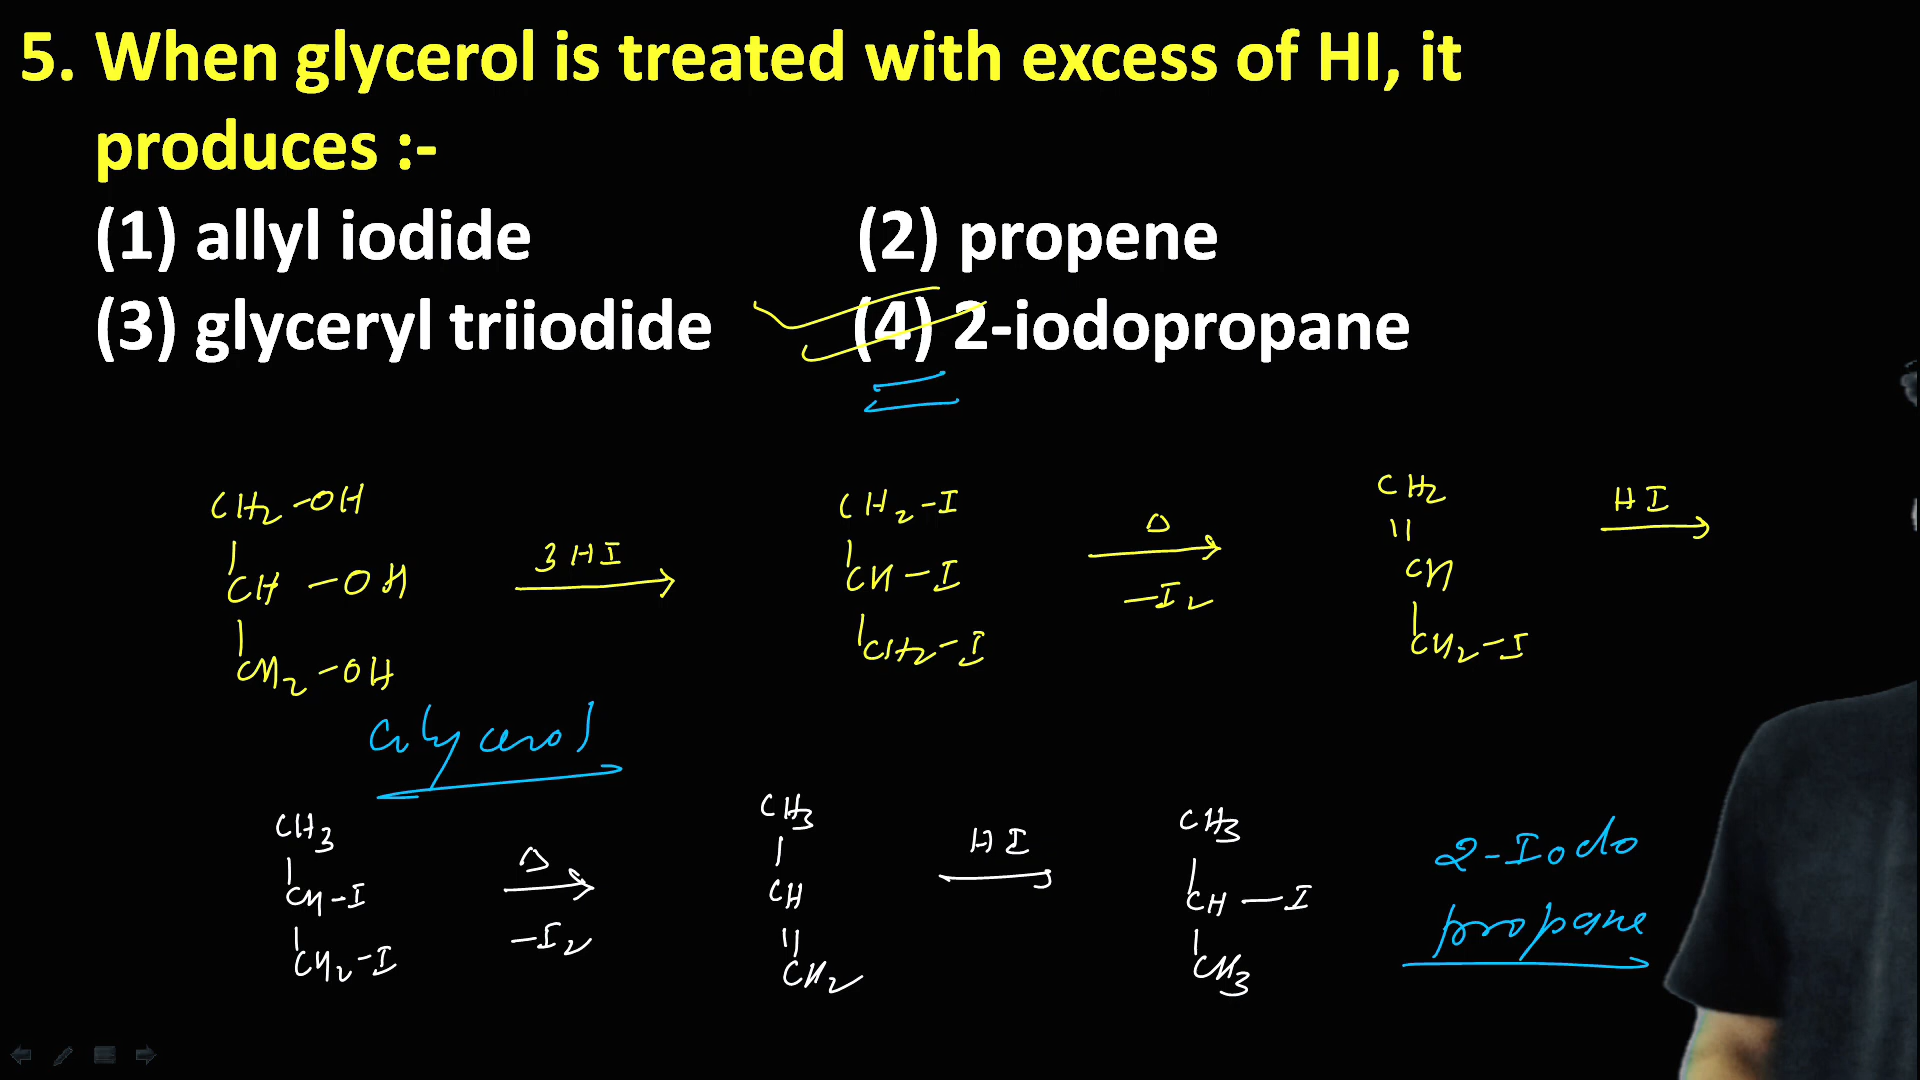 5. When glycerol is treated with excess of HI, it
produces :-
(1) allyl iodide (2) propene
(3) glyceryl triiodide (4) 2-iodopropane
CH2-OH
CH-OH
CH2-OH
Glycerol
3HI
CH2-I
CH-I
CH2-I
Δ
-I2
CH2
CH
CH2-I
HI
CH3
CH-I
CH2-I
Δ
-I2
CH3
CH
CH2
HI
CH3
CH-I
CH3
2-Iodo
propane